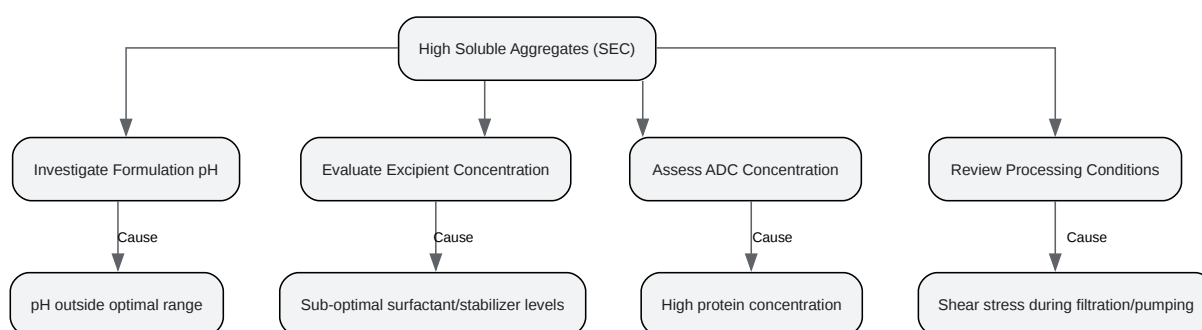 High Soluble Aggregates (SEC)
Investigate Formulation pH
Evaluate Excipient Concentration
Assess ADC Concentration
Review Processing Conditions
Cause
Cause
Cause
Cause
pH outside optimal range
Sub-optimal surfactant/stabilizer levels
High protein concentration
Shear stress during filtration/pumping